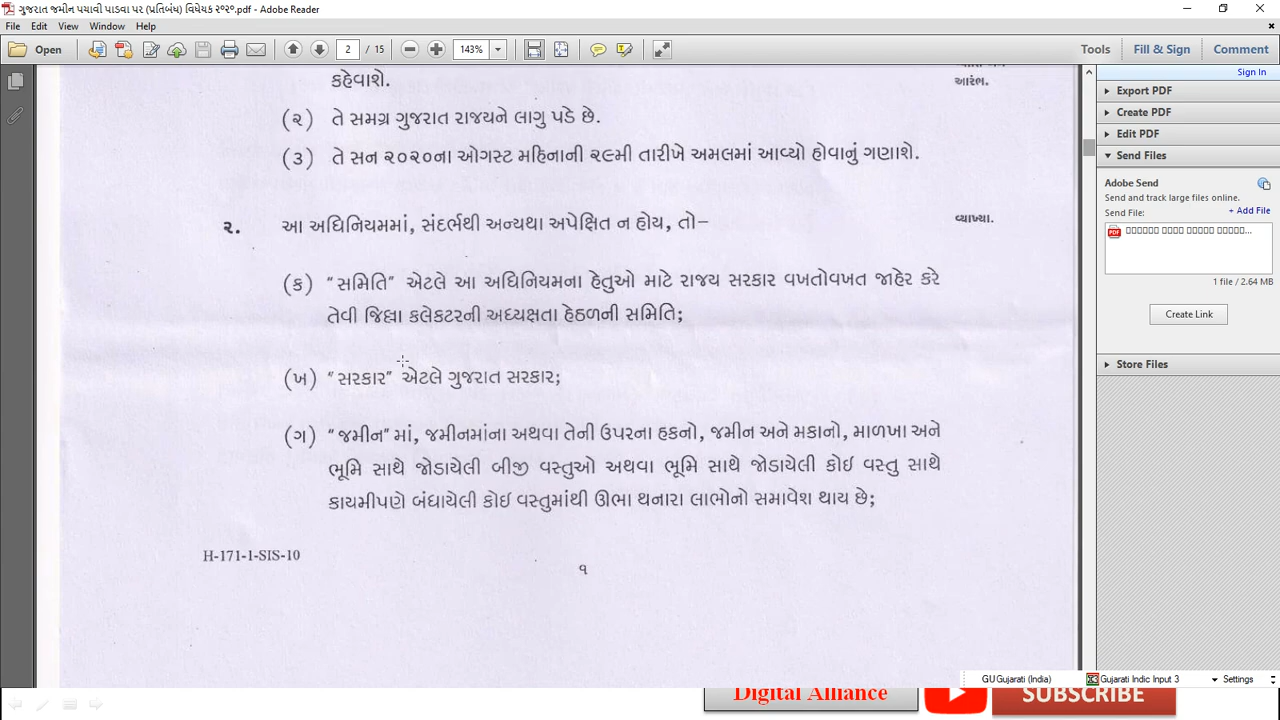 ગુજરાત જમીન પચાવી પાડવા પર (પ્રતિબંધ) વિધેયક ૨૦૨૦.pdf - Adobe Reader
File Edit View Window Help
Open 2 / 15 143% Tools Fill & Sign Comment
Sign In
કહેવાશે.
આરંભ.
(૨) તે સમગ્ર ગુજરાત રાજ્યને લાગુ પડે છે.
(૩) તે સન ૨૦૨૦ના ઓગસ્ટ મહિનાની ૨૯મી તારીખે અમલમાં આવ્યો હોવાનું ગણાશે.
૨. આ અધિનિયમમાં, સંદર્ભથી અન્યથા અપેક્ષિત ન હોય, તો–
વ્યાખ્યા.
(ક) "સમિતિ" એટલે આ અધિનિયમના હેતુઓ માટે રાજ્ય સરકાર વખતોવખત જાહેર કરે
તેવી જિલ્લા કલેકટરની અધ્યક્ષતા હેઠળની સમિતિ;
(ખ) "સરકાર" એટલે ગુજરાત સરકાર;
(ગ) "જમીન" માં, જમીનમાંના અથવા તેની ઉપરના હકનો, જમીન અને મકાનો, માળખા અને
ભૂમિ સાથે જોડાયેલી બીજી વસ્તુઓ અથવા ભૂમિ સાથે જોડાયેલી કોઈ વસ્તુ સાથે
કાયમીપણે બંધાયેલી કોઈ વસ્તુમાંથી ઊભા થનારા લાભોનો સમાવેશ થાય છે;
H-171-1-SIS-10
૧
Export PDF
Create PDF
Edit PDF
Send Files
Adobe Send
Send and track large files online.
Send File:
+ Add File
1 file / 2.64 MB
Create Link
Store Files
GU Gujarati (India) Gujarati Indic Input 3 Settings
Digital Alliance
SUBSCRIBE